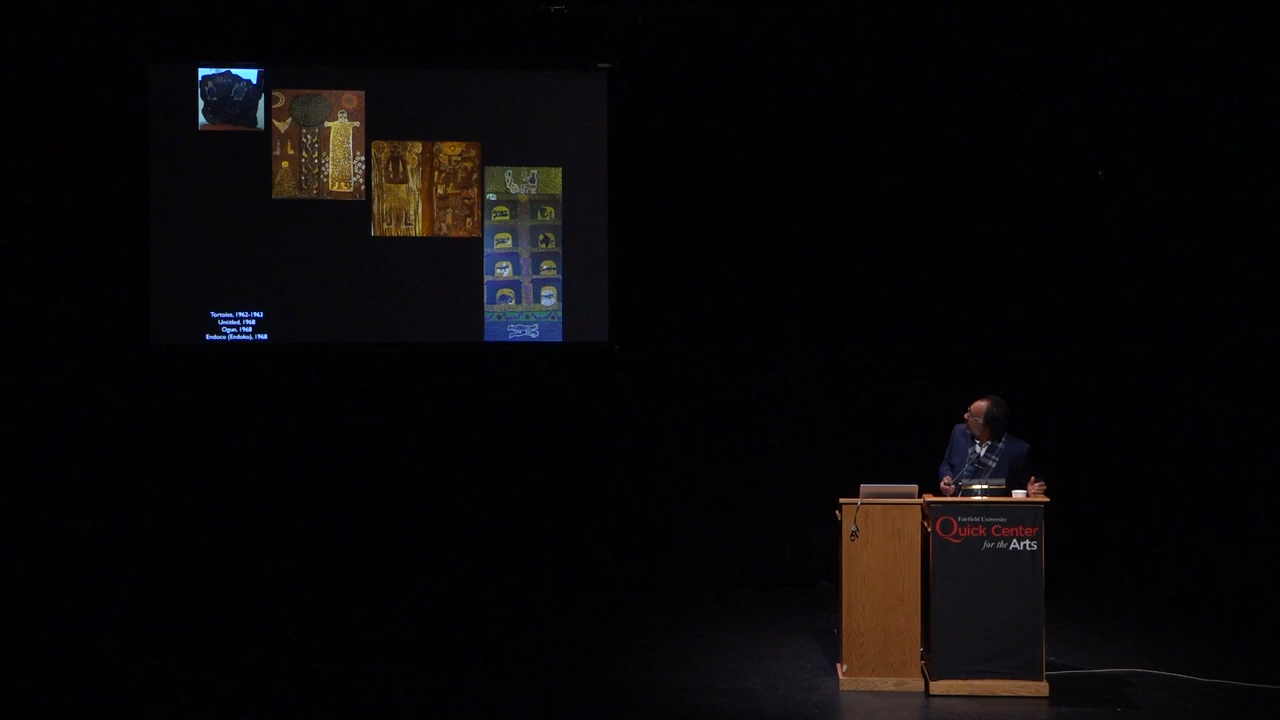 Tortoise, 1962-1963
Untitled, 1968
Ogun, 1968
Endoco (Endoko), 1968
Fairfield University
Quick Center
for the Arts